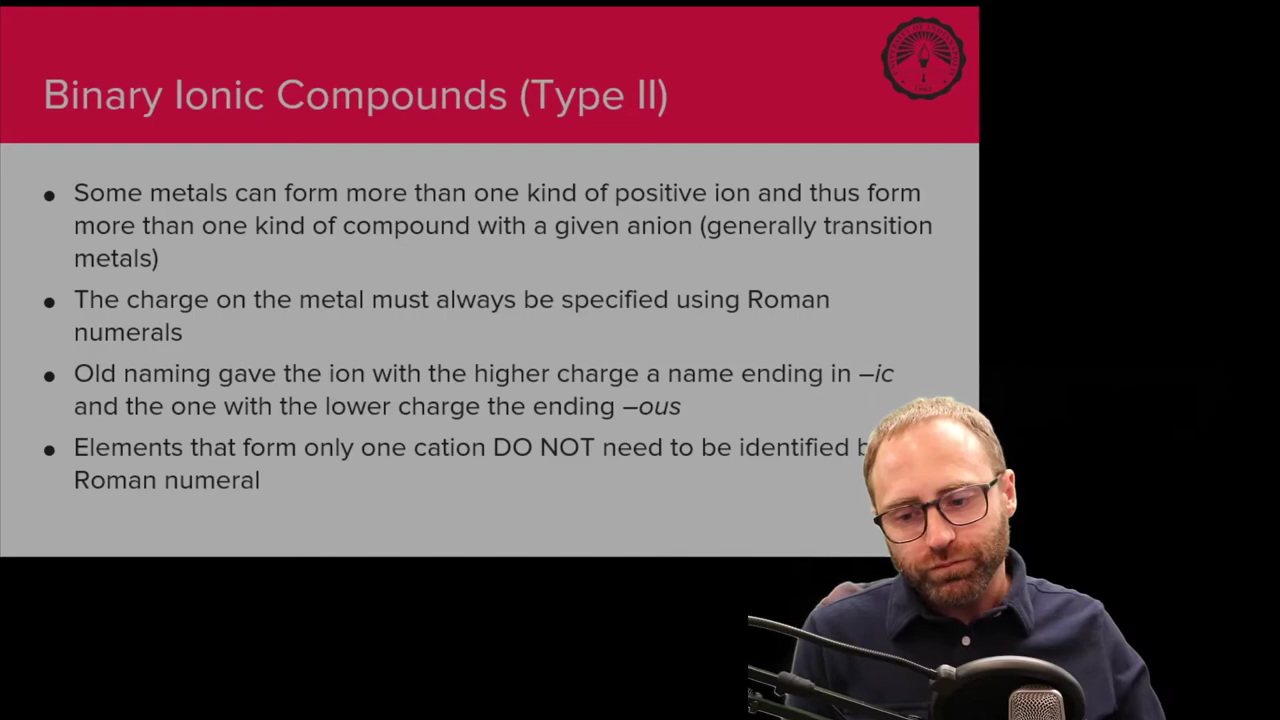 Binary Ionic Compounds (Type II)
UNIVERSITY OF INDIANAPOLIS
1902
• Some metals can form more than one kind of positive ion and thus form
more than one kind of compound with a given anion (generally transition
metals)
• The charge on the metal must always be specified using Roman
numerals
• Old naming gave the ion with the higher charge a name ending in –ic
and the one with the lower charge the ending –ous
• Elements that form only one cation DO NOT need to be identified
Roman numeral